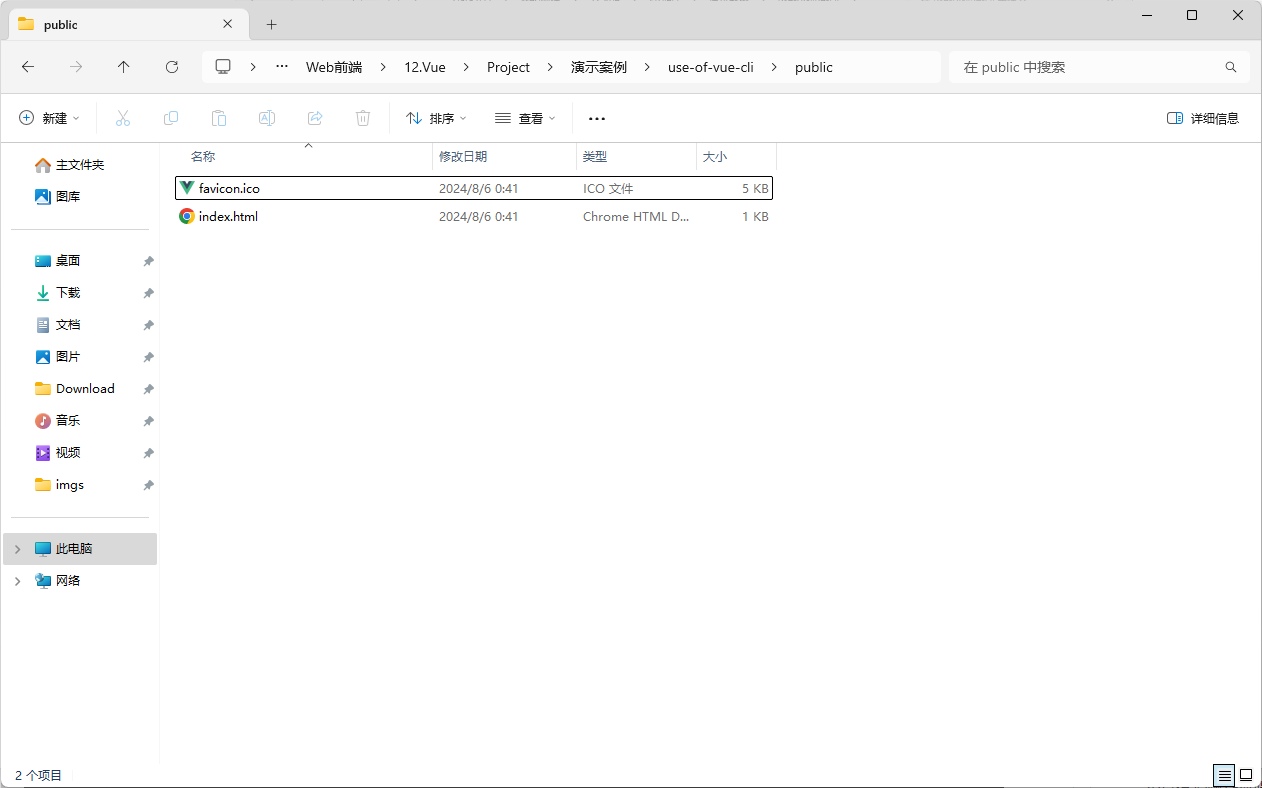 public
Web前端 12.Vue Project 演示案例 use-of-vue-cli public 在 public 中搜索
新建 排序 查看 详细信息
名称 修改日期 类型 大小
favicon.ico 2024/8/6 0:41 ICO 文件 5 KB
index.html 2024/8/6 0:41 Chrome HTML D... 1 KB
主文件夹
图库
桌面
下载
文档
图片
Download
音乐
视频
imgs
此电脑
网络
2 个项目